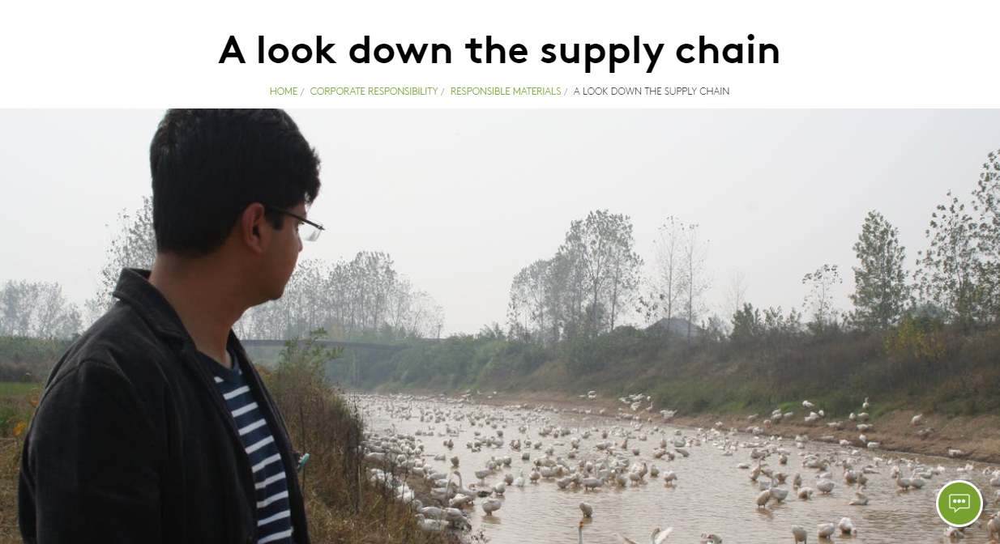 A look down the supply chain
HOME / CORPORATE RESPONSIBILITY / RESPONSIBLE MATERIALS / A LOOK DOWN THE SUPPLY CHAIN